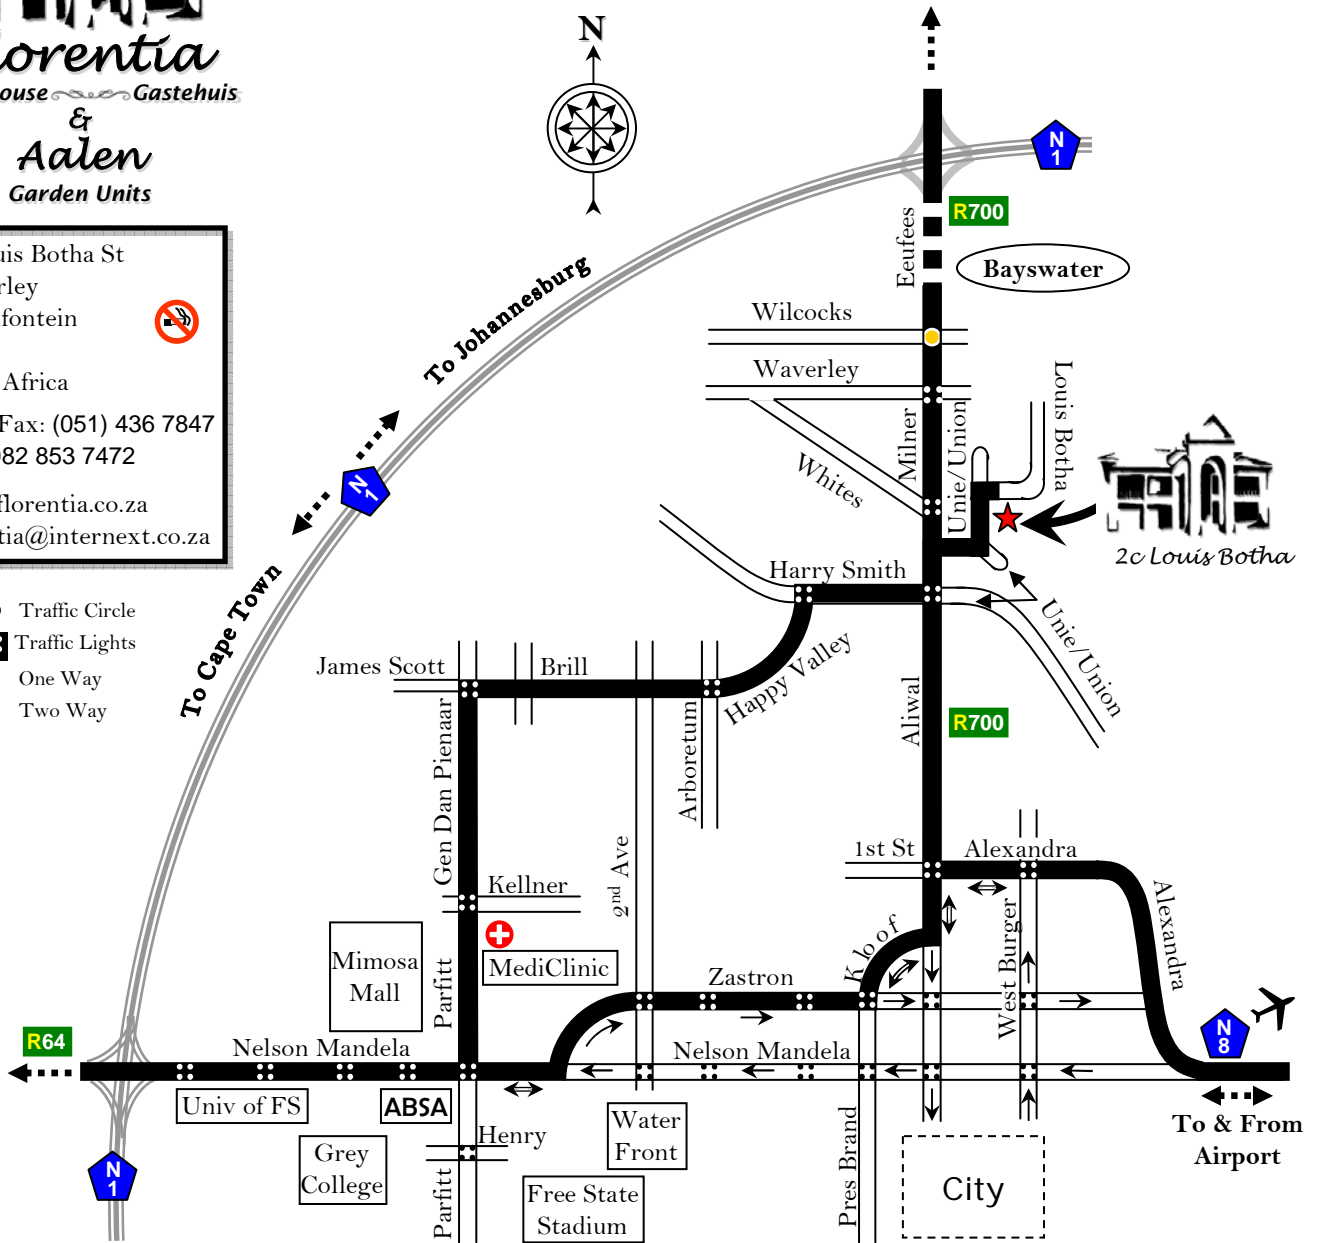 lorentia
ouse Gastehuis
&
Aalen
Garden Units
uis Botha St
rley
fontein
Africa
Fax: (051) 436 7847
082 853 7472
florentia.co.za
tia@internext.co.za
Traffic Circle
Traffic Lights
One Way
Two Way
N
N
1
R700
Eeufees
Bayswater
To Johannesburg
Wilcocks
Waverley
Louis Botha
Milner
Unie/Union
Whites
N
1
2c Louis Botha
Harry Smith
To Cape Town
Unie/Union
James Scott
Brill
Happy Valley
Gen Dan Pienaar
Arboretum
Aliwal
R700
1st St
Alexandra
2nd Ave
Kellner
Alexandra
Kloof
West Burger
Mimosa
Mall
Parfitt
MediClinic
Zastron
R64
Nelson Mandela
Nelson Mandela
N
8
Univ of FS
ABSA
Water
Front
To & From
Airport
Henry
Grey
College
Pres Brand
N
1
Parfitt
Free State
Stadium
City